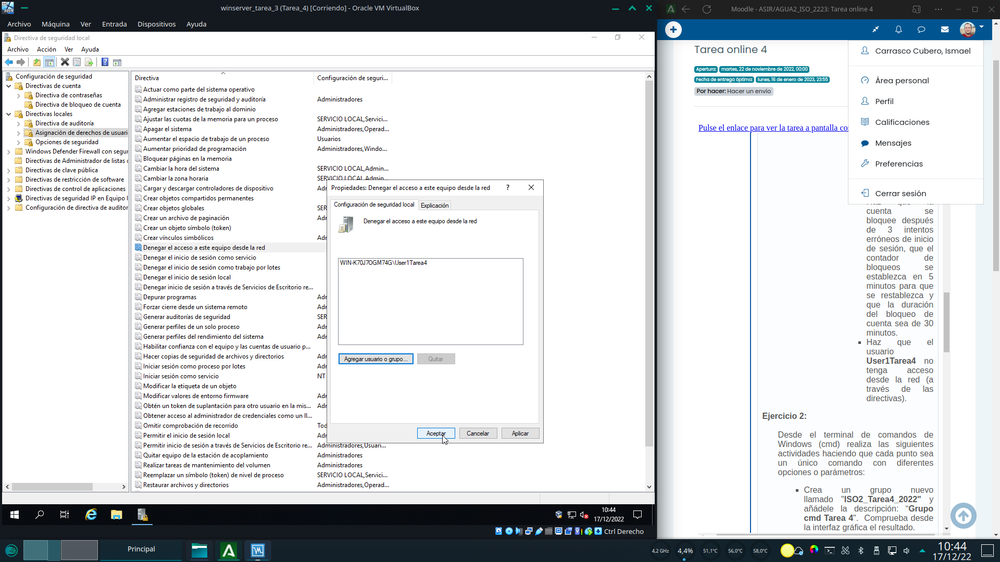 winserver_tarea_3 (Tarea_4) [Corriendo] - Oracle VM VirtualBox
Archivo Máquina Ver Entrada Dispositivos Ayuda
Directiva de seguridad local
Archivo Acción Ver Ayuda
Configuración de seguridad
Directivas de cuenta
Directiva de contraseñas
Directiva de bloqueo de cuenta
Directivas locales
Directiva de auditoría
Asignación de derechos de usuari
Opciones de seguridad
Windows Defender Firewall con segur
Directivas de Administrador de listas
Directivas de clave pública
Directivas de restricción de software
Directivas de control de aplicaciones
Directivas de seguridad IP en Equipo l
Configuración de directiva de auditor
Directiva Configuración de seguri...
Actuar como parte del sistema operativo
Administrar registro de seguridad y auditoría Administradores
Agregar estaciones de trabajo al dominio
Ajustar las cuotas de la memoria para un proceso SERVICIO LOCAL,Servici...
Apagar el sistema Administradores,Operad...
Aumentar el espacio de trabajo de un proceso Usuarios
Aumentar prioridad de programación Administradores,Windo...
Bloquear páginas en la memoria
Cambiar la hora del sistema SERVICIO LOCAL,Admin...
Cambiar la zona horaria SERVICIO LOCAL,Admin...
Cargar y descargar controladores de dispositivo Adr
Crear objetos compartidos permanentes
Crear objetos globales SER
Crear un archivo de paginación Adr
Crear un objeto símbolo (token)
Crear vínculos simbólicos Adr
Denegar el acceso a este equipo desde la red
Denegar el inicio de sesión como servicio
Denegar el inicio de sesión como trabajo por lotes
Denegar el inicio de sesión local
Denegar inicio de sesión a través de Servicios de Escritorio re...
Depurar programas Adr
Forzar cierre desde un sistema remoto Adr
Generar auditorías de seguridad SER
Generar perfiles de un solo proceso Adr
Generar perfiles del rendimiento del sistema Adr
Habilitar confianza con el equipo y las cuentas de usuario p...
Hacer copias de seguridad de archivos y directorios Adr
Iniciar sesión como proceso por lotes Adr
Iniciar sesión como servicio NT
Modificar la etiqueta de un objeto
Modificar valores de entorno firmware Adr
Obtén un token de suplantación para otro usuario en la mis... Adr
Obtener acceso al administrador de credenciales como un ll...
Omitir comprobación de recorrido Tod
Permitir el inicio de sesión local Adr
Permitir inicio de sesión a través de Servicios de Escritorio re... Administradores,Usuari...
Quitar equipo de la estación de acoplamiento Administradores
Realizar tareas de mantenimiento del volumen Administradores
Reemplazar un símbolo (token) de nivel de proceso SERVICIO LOCAL,Servici...
Restaurar archivos y directorios Administradores,Operad...
Propiedades: Denegar el acceso a este equipo desde la red ?
Configuración de seguridad local Explicación
Denegar el acceso a este equipo desde la red
WIN-K70J7OGM74G\User1Tarea4
Agregar usuario o grupo... Quitar
Aceptar Cancelar Aplicar
10:44
17/12/2022
Ctrl Derecho
Moodle - ASIR/AGUA2_ISO_2223: Tarea online 4
Tarea online 4
Apertura: martes, 22 de noviembre de 2022, 00:00
Fecha de entrega óptima: lunes, 16 de enero de 2023, 23:55
Por hacer: Hacer un envío
Pulse el enlace para ver la tarea a pantalla co
Carrasco Cubero, Ismael
Área personal
Perfil
Calificaciones
Mensajes
Preferencias
Cerrar sesión
Haz que la
cuenta se
bloquee después
de 3 intentos
erróneos de inicio
de sesión, que el
contador de
bloqueos se
establezca en 5
minutos para que
se restablezca y
que la duración
del bloqueo de
cuenta sea de 30
minutos.
Haz que el
usuario
User1Tarea4 no
tenga acceso
desde la red (a
través de las
directivas).
Ejercicio 2:
Desde el terminal de comandos de
Windows (cmd) realiza las siguientes
actividades haciendo que cada punto sea
un único comando con diferentes
opciones o parámetros:
Crea un grupo nuevo
llamado "ISO2_Tarea4_2022" y
añádele la descripción: “Grupo
cmd Tarea 4". Comprueba desde
la interfaz gráfica el resultado.
Principal
4,2 GHz 4,4% 51,1°C 56,0°C 58,0°C
10:44
17/12/22